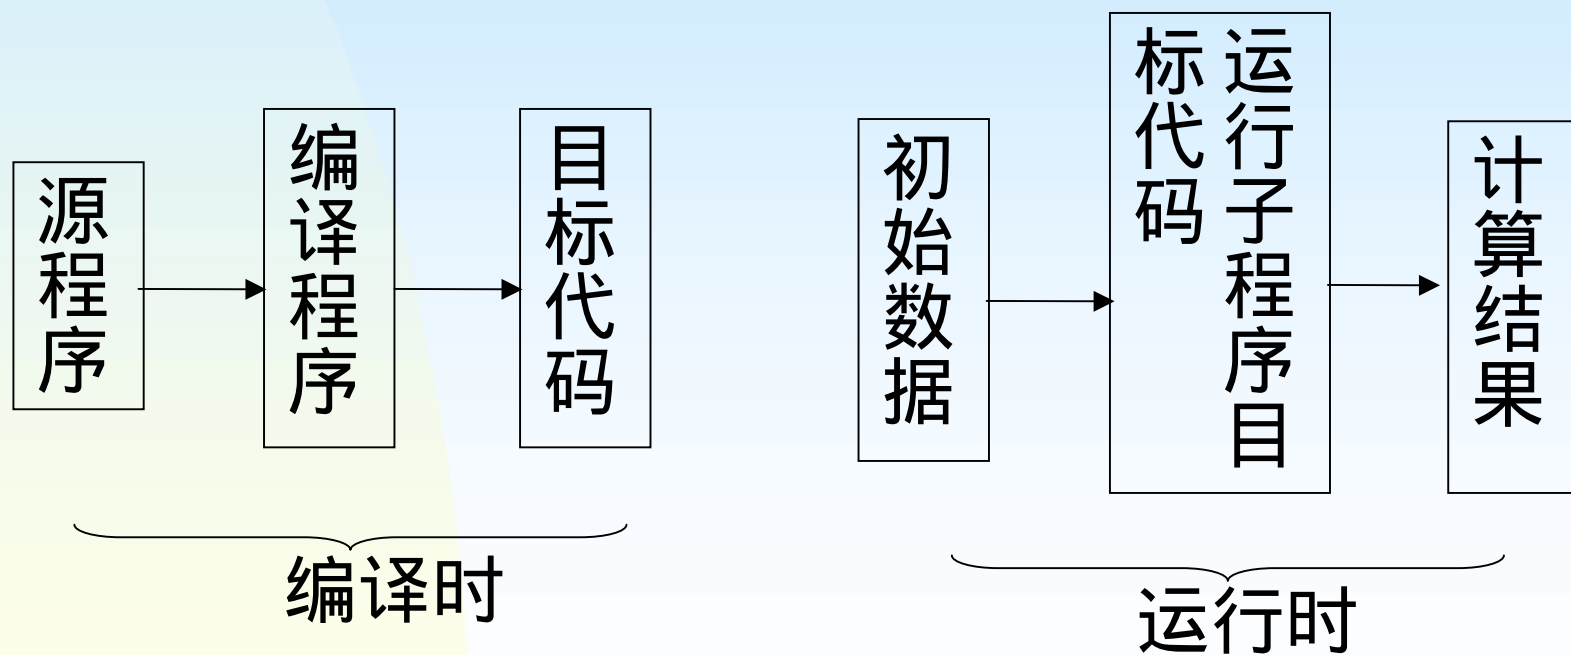 源程序
编译程序
目标代码
初始数据
运行子程序目
标代码
计算结果
编译时
运行时